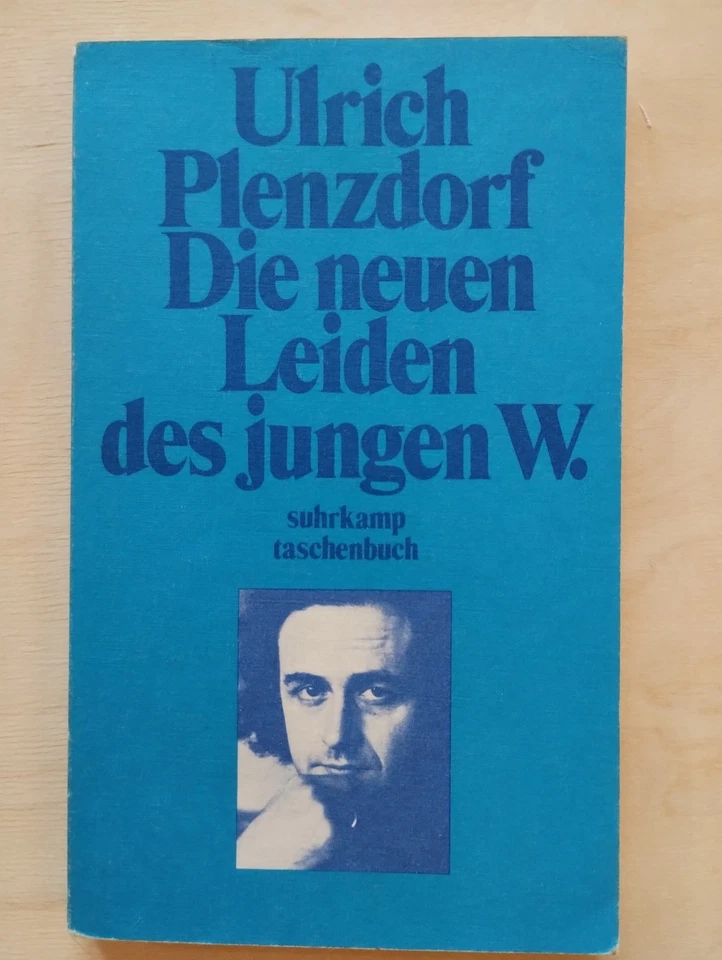 Ulrich
Plenzdorf
Die neuen
Leiden
des jungen W.
suhrkamp
taschenbuch